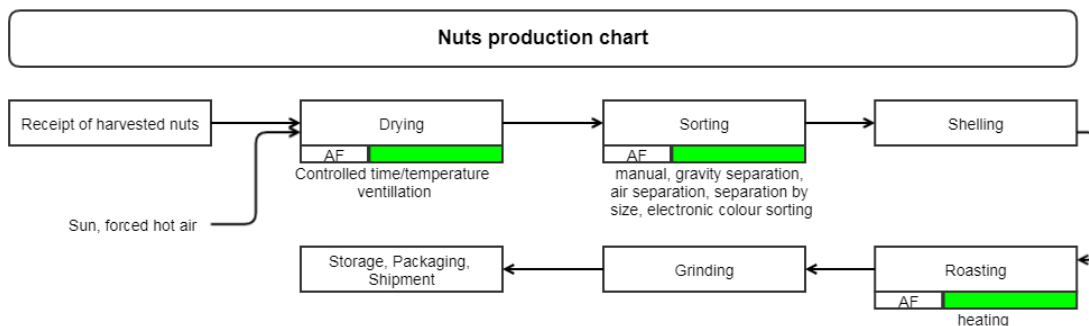 Nuts production chart
Receipt of harvested nuts
Drying
Sorting
Shelling
AF
AF
Controlled time/temperature
ventillation
manual, gravity separation,
air separation, separation by
size, electronic colour sorting
Sun, forced hot air
Storage, Packaging,
Shipment
Grinding
Roasting
AF
heating